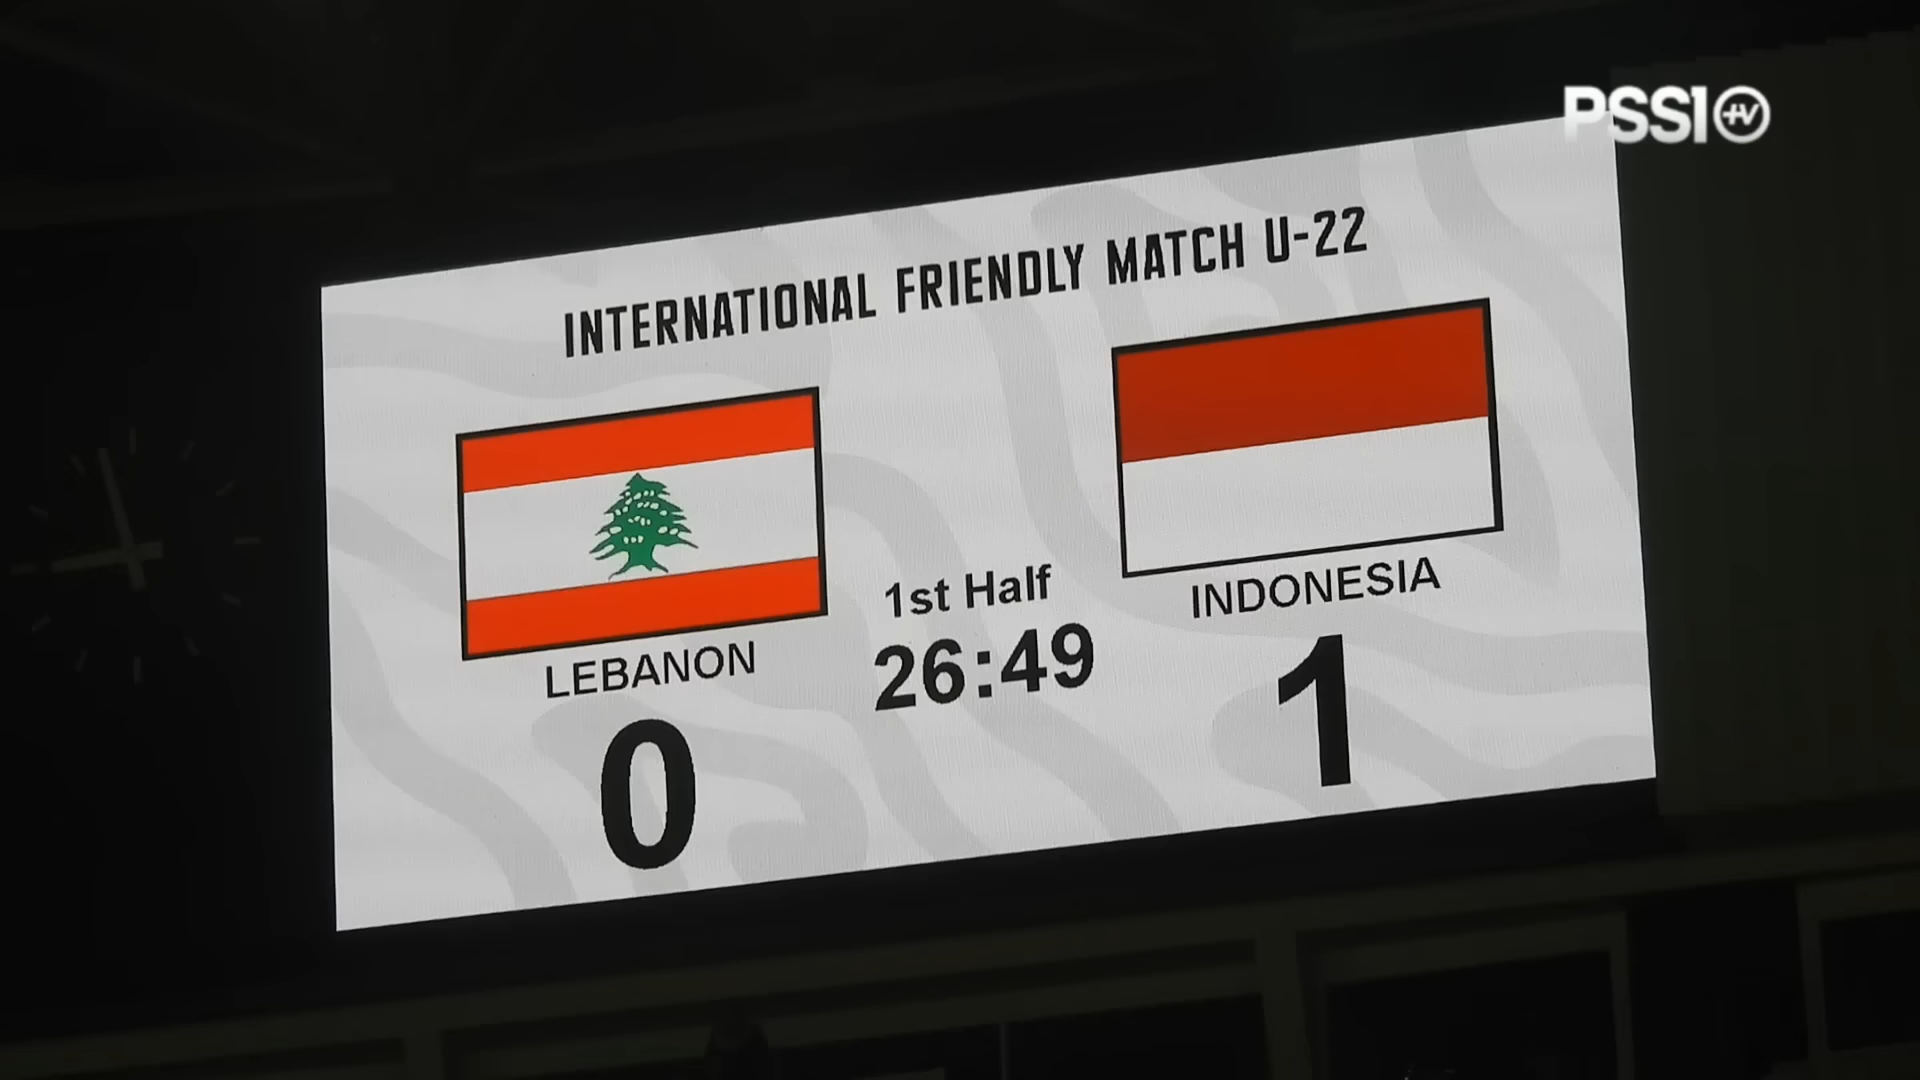 PSSI tv
INTERNATIONAL FRIENDLY MATCH U-22
LEBANON
1st Half
INDONESIA
26:49
0
1